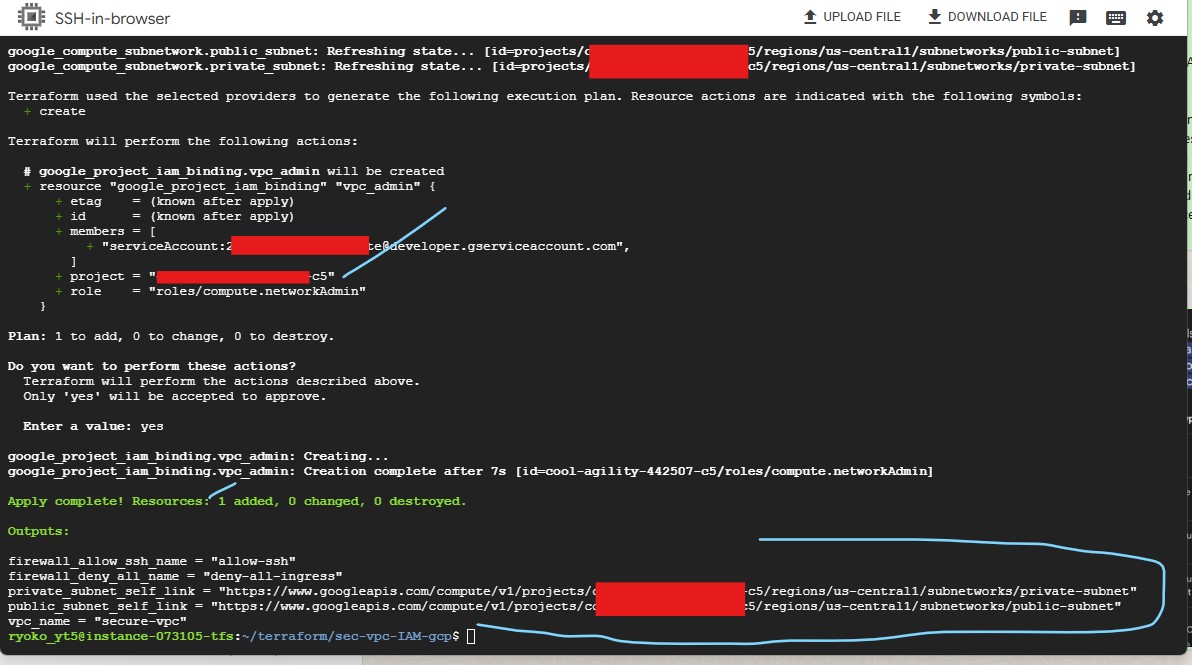 SSH-in-browser
UPLOAD FILE
DOWNLOAD FILE
google_compute_subnetwork.public_subnet: Refreshing state... [id=projects/c 5/regions/us-central1/subnetworks/public-subnet]
google_compute_subnetwork.private_subnet: Refreshing state... [id=projects/ c5/regions/us-central1/subnetworks/private-subnet]
Terraform used the selected providers to generate the following execution plan. Resource actions are indicated with the following symbols:
+ create
Terraform will perform the following actions:
# google_project_iam_binding.vpc_admin will be created
+ resource "google_project_iam_binding" "vpc_admin" {
+ etag = (known after apply)
+ id = (known after apply)
+ members = [
+ "serviceAccount:2 te@developer.gserviceaccount.com",
]
+ project = " -c5"
+ role = "roles/compute.networkAdmin"
}
Plan: 1 to add, 0 to change, 0 to destroy.
Do you want to perform these actions?
Terraform will perform the actions described above.
Only 'yes' will be accepted to approve.
Enter a value: yes
google_project_iam_binding.vpc_admin: Creating...
google_project_iam_binding.vpc_admin: Creation complete after 7s [id=cool-agility-442507-c5/roles/compute.networkAdmin]
Apply complete! Resources: 1 added, 0 changed, 0 destroyed.
Outputs:
firewall_allow_ssh_name = "allow-ssh"
firewall_deny_all_name = "deny-all-ingress"
private_subnet_self_link = "https://www.googleapis.com/compute/v1/projects/c -c5/regions/us-central1/subnetworks/private-subnet"
public_subnet_self_link = "https://www.googleapis.com/compute/v1/projects/co 5/regions/us-central1/subnetworks/public-subnet"
vpc_name = "secure-vpc"
ryoko_yt5@instance-073105-tfs:~/terraform/sec-vpc-IAM-gcp$